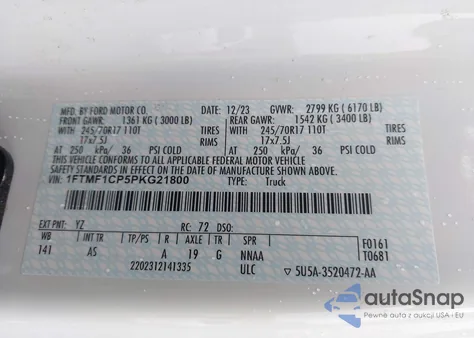 MFD. BY FORD MOTOR CO.
DATE: 12/23 GVWR: 2799 KG ( 6170 LB)
FRONT GAWR: 1361 KG ( 3000 LB) REAR GAWR: 1542 KG ( 3400 LB)
WITH 245/70R17 110T TIRES WITH 245/70R17 110T TIRES
17x7.5J RIMS 17x7.5J RIMS
AT 250 kPa/ 36 PSI COLD AT 250 kPa/ 36 PSI COLD
THIS VEHICLE CONFORMS TO ALL APPLICABLE FEDERAL MOTOR VEHICLE
SAFETY STANDARDS IN EFFECT ON THE DATE OF MANUFACTURE SHOWN ABOVE.
VIN: 1FTMF1CP5PKG21800 TYPE: Truck
EXT PNT: YZ RC: 72 DSO:
WB INT TR R AXLE TR SPR F0161
141 AS A 19 G NNAA T0681
2202312141335 ULC 5U5A-3520472-AA
autaSnap
Pewne auto z USA i EU